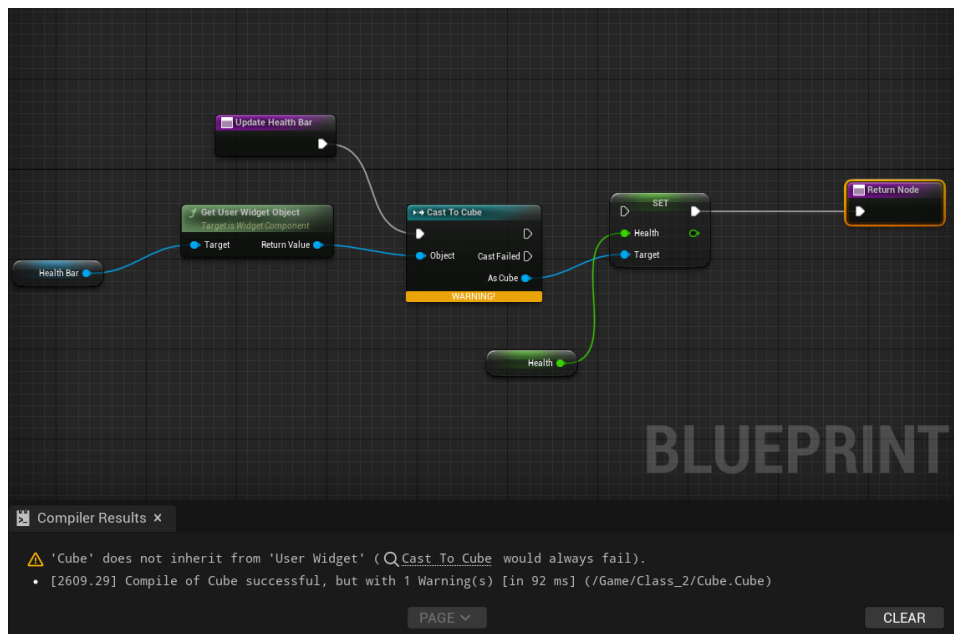 Update Health Bar
Get User Widget Object
Target is Widget Component
Target
Return Value
Health Bar
Cast To Cube
Object
Cast Failed
As Cube
WARNING!
SET
Health
Target
Return Node
Health
BLUEPRINT
Compiler Results ×
'Cube' does not inherit from 'User Widget' ( Cast To Cube would always fail).
• [2609.29] Compile of Cube successful, but with 1 Warning(s) [in 92 ms] (/Game/Class_2/Cube.Cube)
PAGE
CLEAR